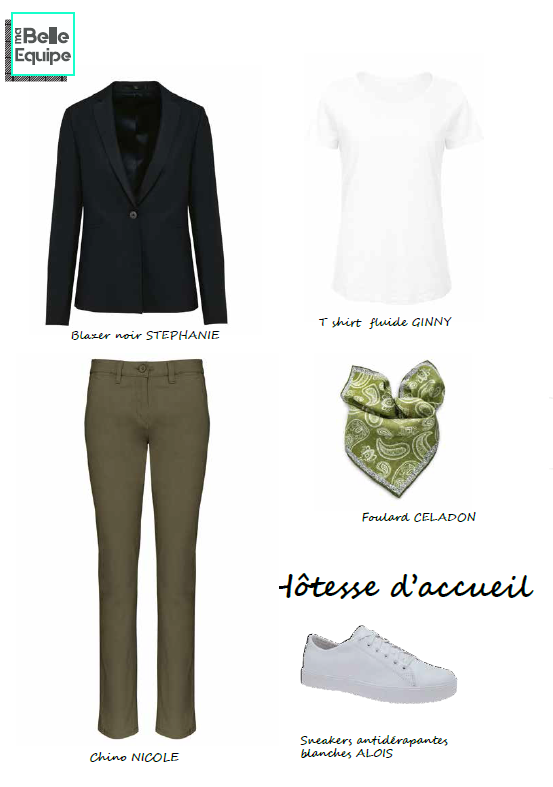 ma
Belle
Equipe
Blazer noir STEPHANIE
T shirt fluide GINNY
Foulard CELADON
Hôtesse d'accueil
Sneakers antidérapantes
blanches ALOIS
Chino NICOLE